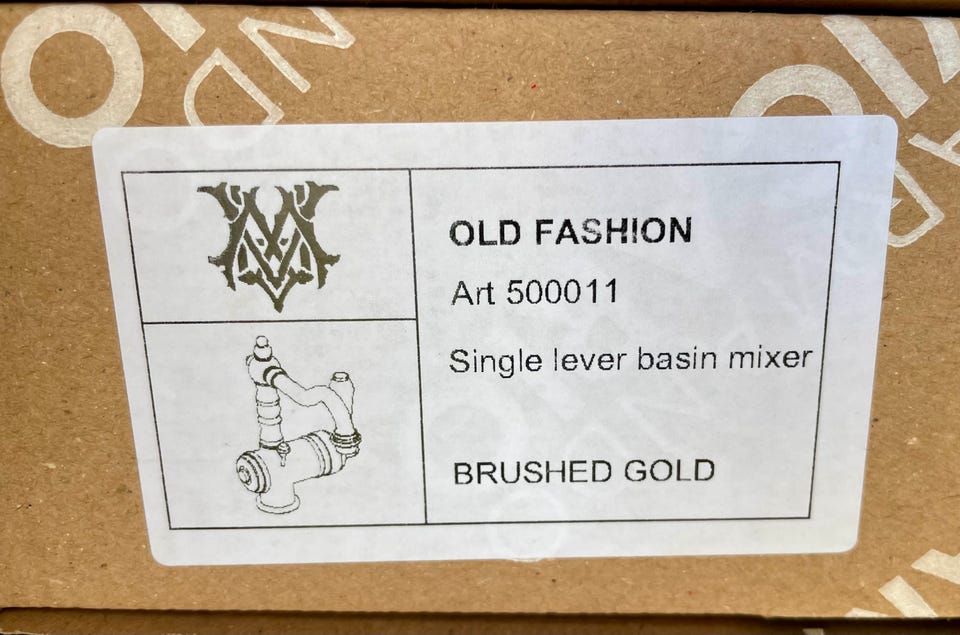 OLD FASHION
Art 500011
Single lever basin mixer
BRUSHED GOLD